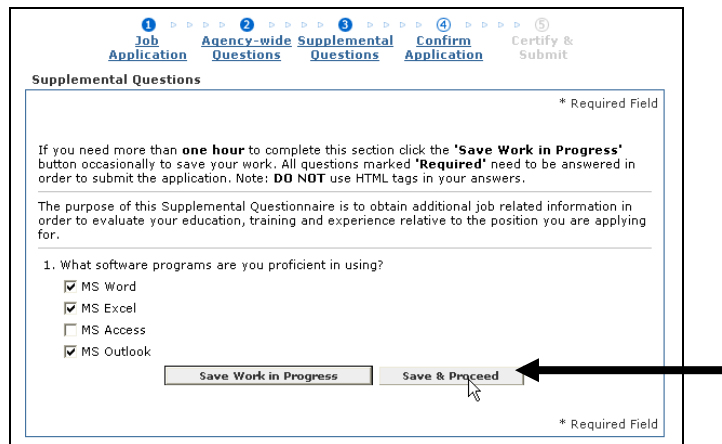 1 2 3 4 5
Job Agency-wide Supplemental Confirm Certify &
Application Questions Questions Application Submit
Supplemental Questions
* Required Field
If you need more than one hour to complete this section click the 'Save Work in Progress'
button occasionally to save your work. All questions marked 'Required' need to be answered in
order to submit the application. Note: DO NOT use HTML tags in your answers.
The purpose of this Supplemental Questionnaire is to obtain additional job related information in
order to evaluate your education, training and experience relative to the position you are applying
for.
1. What software programs are you proficient in using?
MS Word
MS Excel
MS Access
MS Outlook
Save Work in Progress Save & Proceed
* Required Field